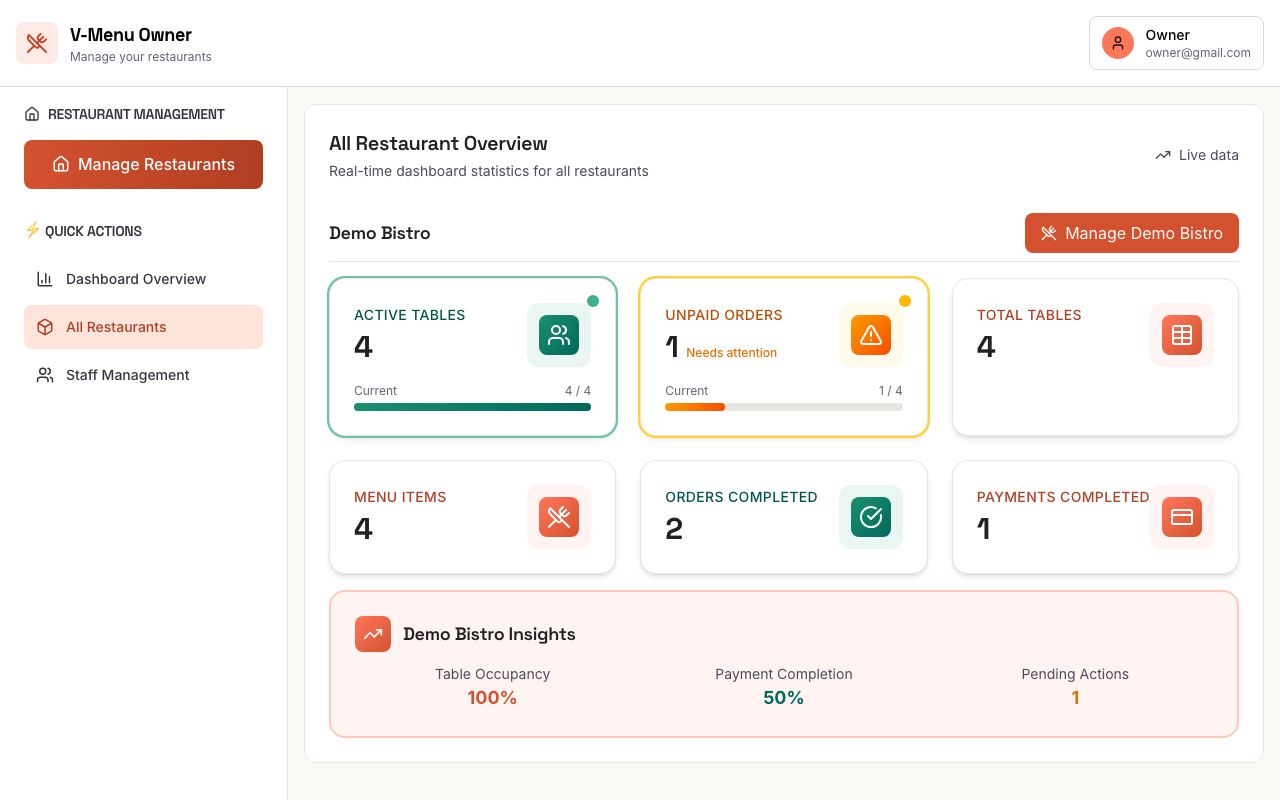 V-Menu Owner
Manage your restaurants
Owner
owner@gmail.com
RESTAURANT MANAGEMENT
Manage Restaurants
⚡ QUICK ACTIONS
Dashboard Overview
All Restaurants
Staff Management
All Restaurant Overview
Real-time dashboard statistics for all restaurants
Live data
Demo Bistro
Manage Demo Bistro
ACTIVE TABLES
4
Current 4 / 4
UNPAID ORDERS
1 Needs attention
Current 1 / 4
TOTAL TABLES
4
MENU ITEMS
4
ORDERS COMPLETED
2
PAYMENTS COMPLETED
1
Demo Bistro Insights
Table Occupancy
100%
Payment Completion
50%
Pending Actions
1